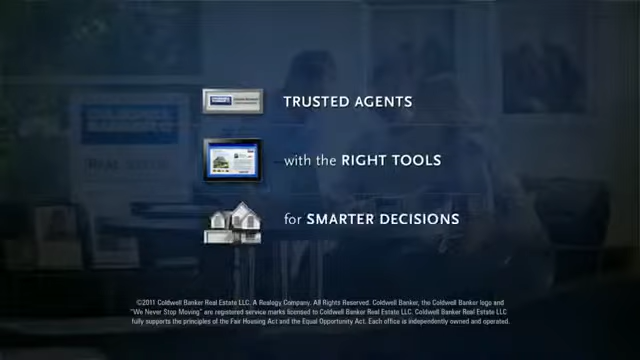 TRUSTED AGENTS
with the RIGHT TOOLS
for SMARTER DECISIONS
©2011 Coldwell Banker Real Estate LLC. A Realogy Company. All Rights Reserved. Coldwell Banker, the Coldwell Banker logo and
"We Never Stop Moving" are registered service marks licensed to Coldwell Banker Real Estate LLC. Coldwell Banker Real Estate LLC
fully supports the principles of the Fair Housing Act and the Equal Opportunity Act. Each office is independently owned and operated.